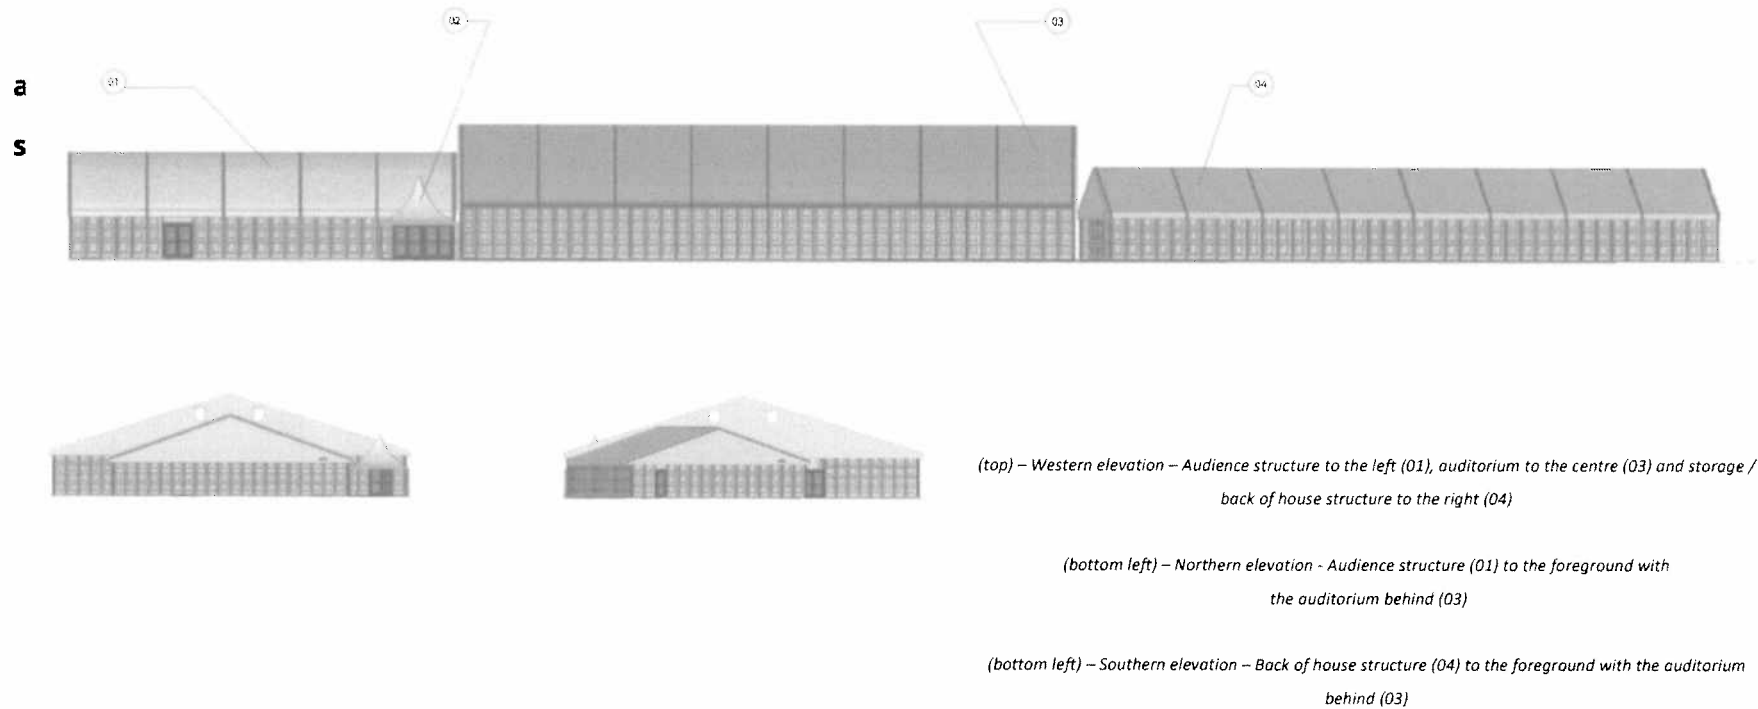 02
03
a
01
04
s
(top) – Western elevation – Audience structure to the left (01), auditorium to the centre (03) and storage /
back of house structure to the right (04)
(bottom left) – Northern elevation - Audience structure (01) to the foreground with
the auditorium behind (03)
(bottom left) – Southern elevation – Back of house structure (04) to the foreground with the auditorium
behind (03)